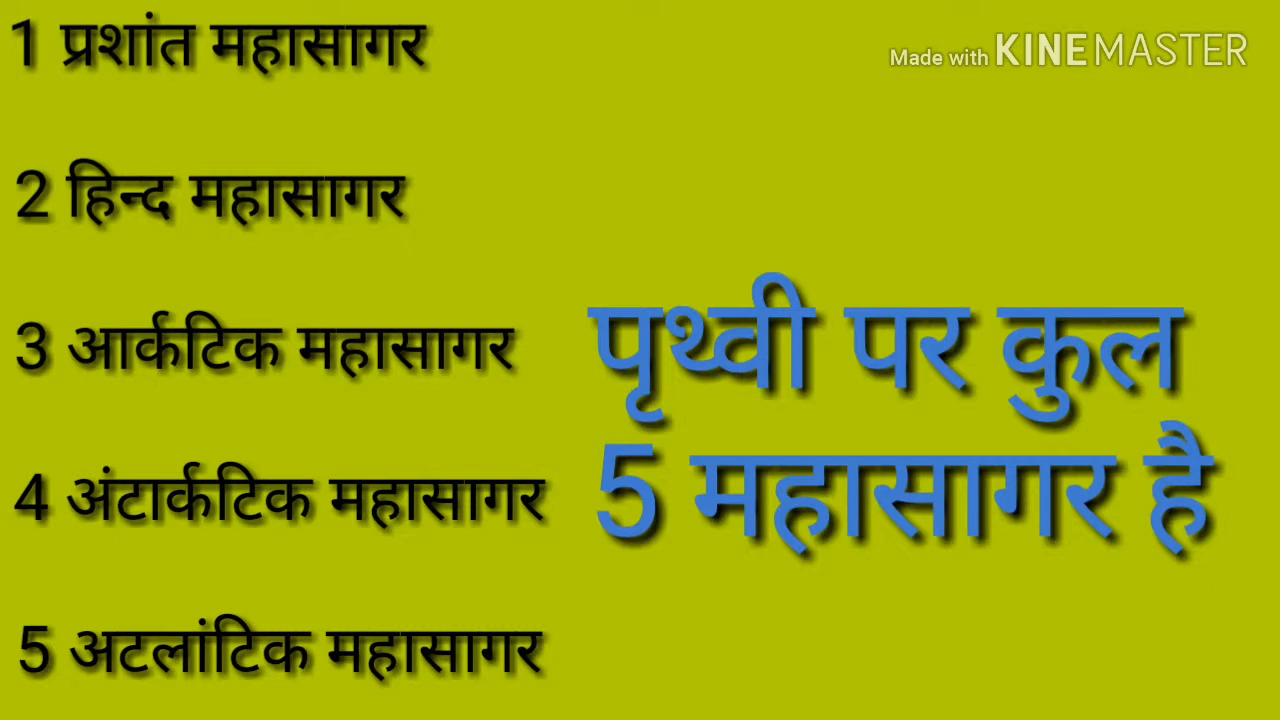 1 प्रशांत महासागर
Made with KINEMASTER
2 हिन्द महासागर
3 आर्कटिक महासागर
4 अंटार्कटिक महासागर
5 अटलांटिक महासागर
पृथ्वी पर कुल
5 महासागर है